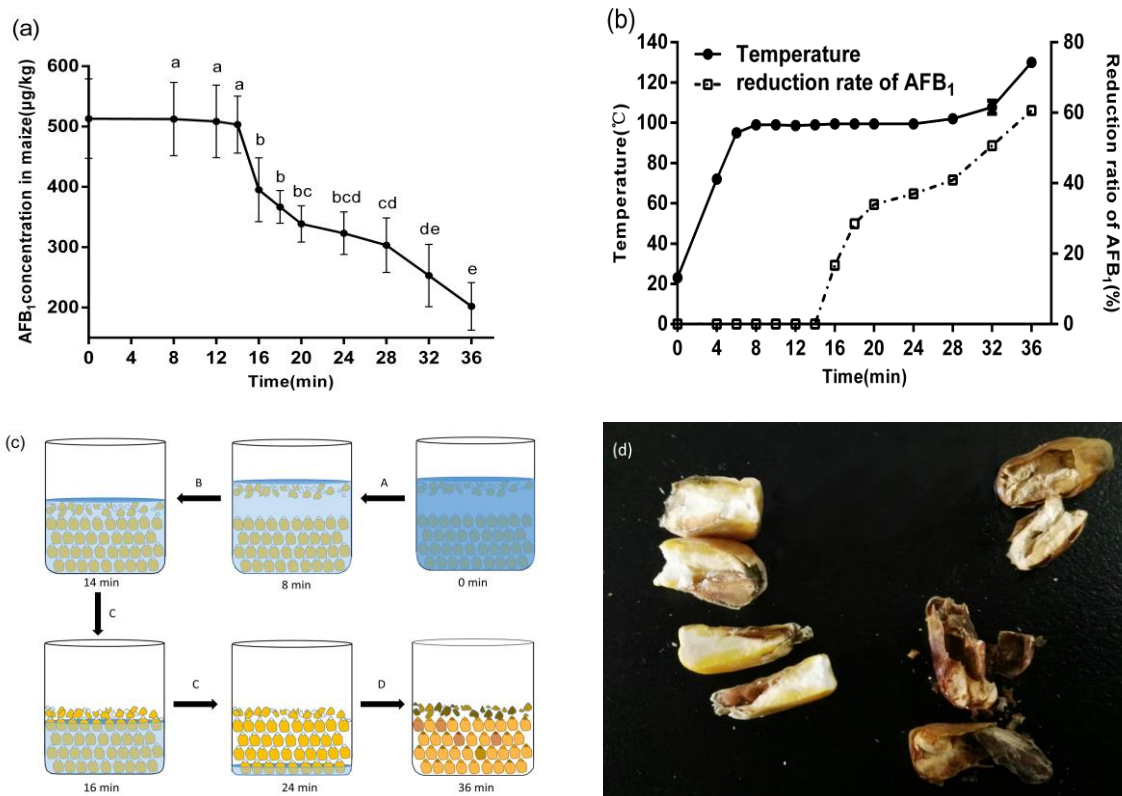 (a)
AFB1concentration in maize(µg/kg)
600
500
400
300
200
a
a
a
b
b
bc
bcd
cd
de
e
0
4
8
12
16
20
24
28
32
36
Time(min)
(b)
Temperature(℃)
140
120
100
80
60
40
20
0
Temperature
reduction rate of AFB1
80
60
40
20
0
Reduction ratio of AFB1(%)
0
4
8
12
16
20
24
28
32
36
Time(min)
(c)
B
A
14 min
8 min
0 min
C
C
D
16 min
24 min
36 min
(d)